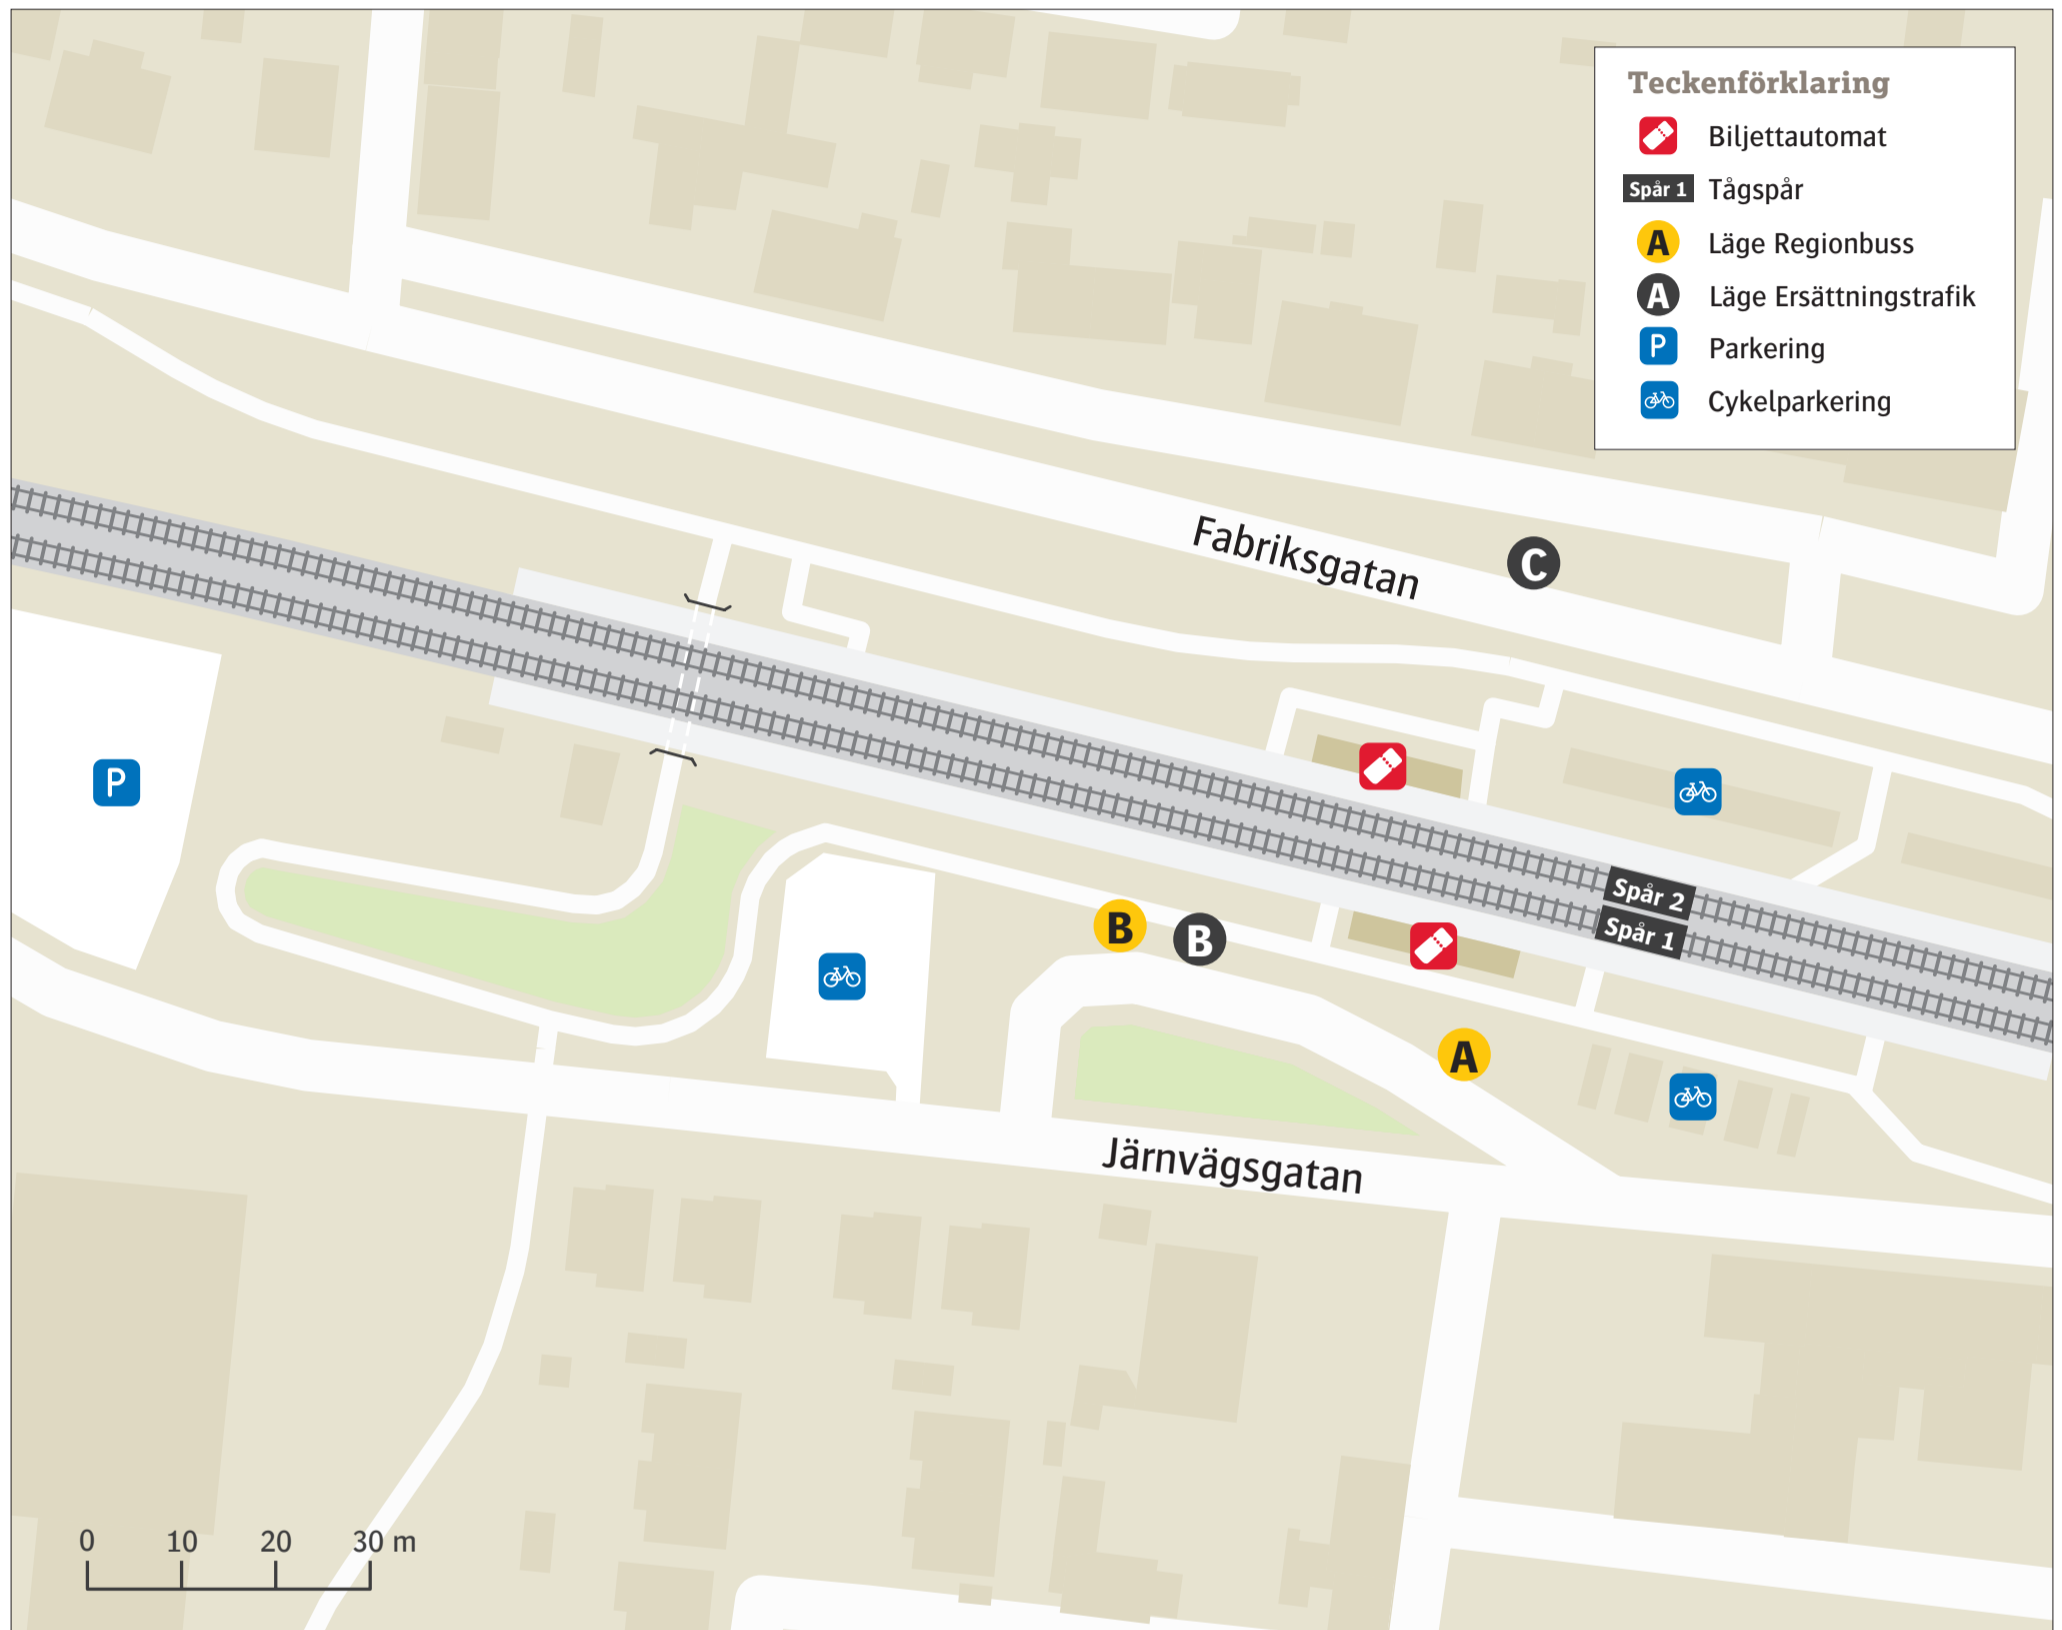 Teckenförklaring
Biljettautomat
Spår 1 Tågspår
A Läge Regionbuss
A Läge Ersättningstrafik
P Parkering
Cykelparkering
Fabriksgatan
C
P
Spår 2
Spår 1
B
B
A
Järnvägsgatan
0 10 20 30 m